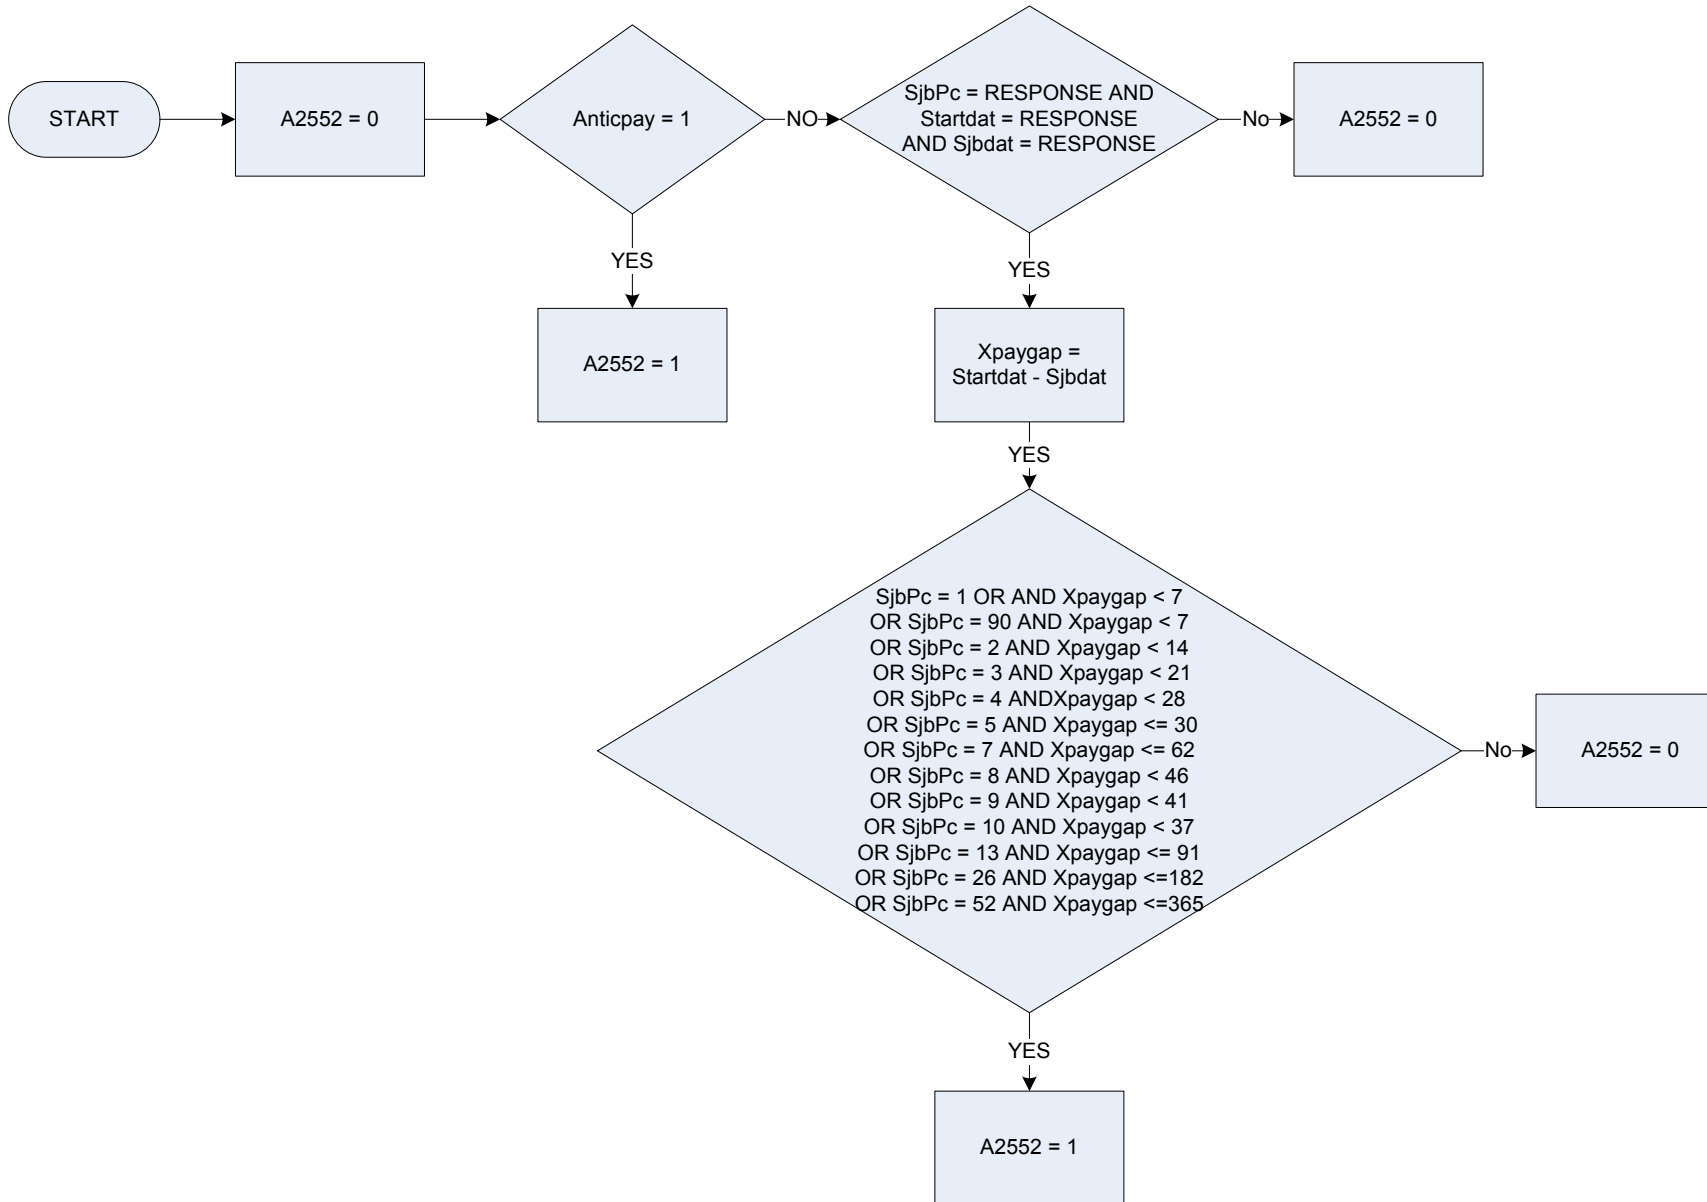 START
A2552 = 0
Anticpay = 1
NO
SjbPc = RESPONSE AND
Startdat = RESPONSE
AND Sjbdat = RESPONSE
No
A2552 = 0
YES
A2552 = 1
YES
Xpaygap =
Startdat - Sjbdat
YES
SjbPc = 1 OR AND Xpaygap < 7
OR SjbPc = 90 AND Xpaygap < 7
OR SjbPc = 2 AND Xpaygap < 14
OR SjbPc = 3 AND Xpaygap < 21
OR SjbPc = 4 ANDXpaygap < 28
OR SjbPc = 5 AND Xpaygap <= 30
OR SjbPc = 7 AND Xpaygap <= 62
OR SjbPc = 8 AND Xpaygap < 46
OR SjbPc = 9 AND Xpaygap < 41
OR SjbPc = 10 AND Xpaygap < 37
OR SjbPc = 13 AND Xpaygap <= 91
OR SjbPc = 26 AND Xpaygap <=182
OR SjbPc = 52 AND Xpaygap <=365
No
A2552 = 0
YES
A2552 = 1